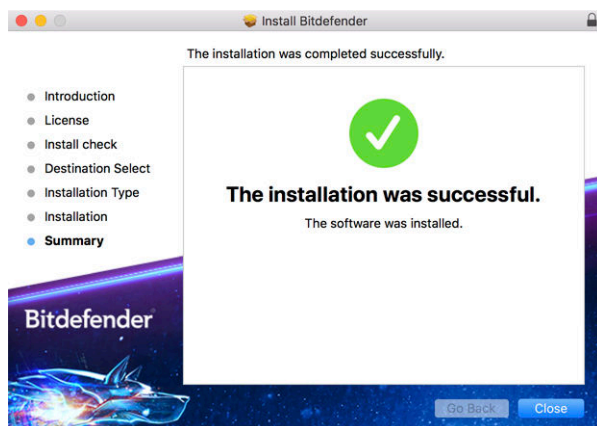 Install Bitdefender
The installation was completed successfully.
Introduction
License
Install check
Destination Select
Installation Type
Installation
Summary
The installation was successful.
The software was installed.
Bitdefender
Go Back
Close